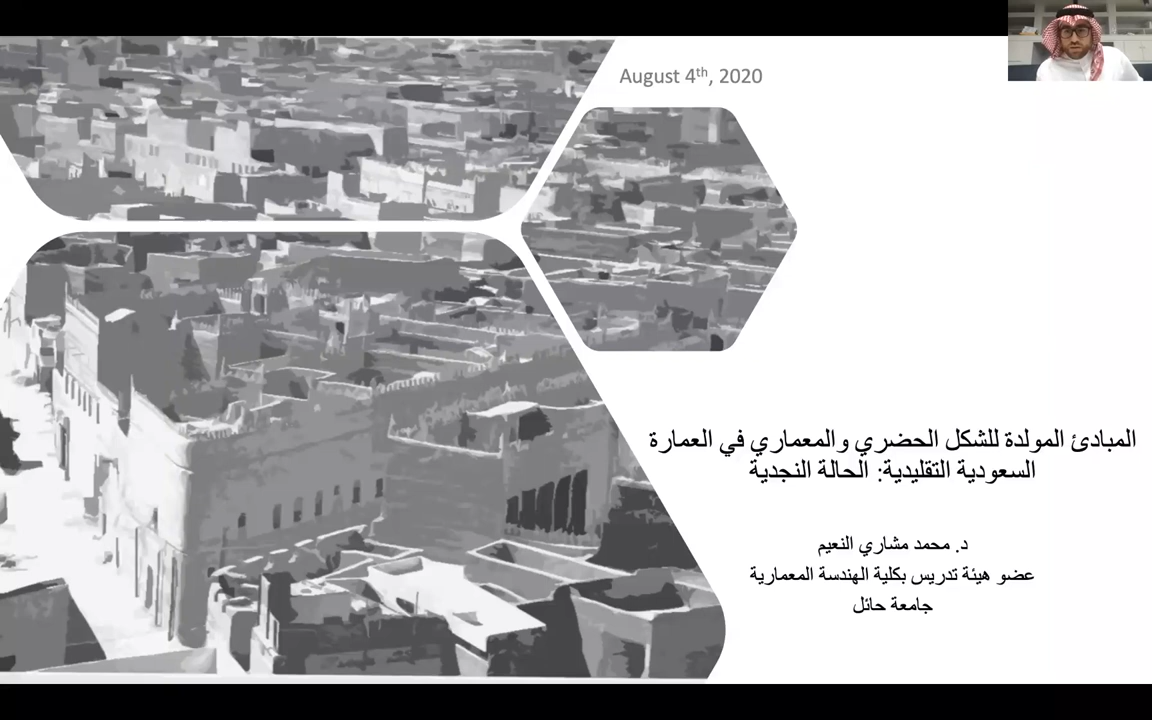 August 4th, 2020
المبادئ المولدة للشكل الحضري والمعماري في العمارة
السعودية التقليدية: الحالة النجدية
د. محمد مشاري النعيم
عضو هيئة تدريس بكلية الهندسة المعمارية
جامعة حائل